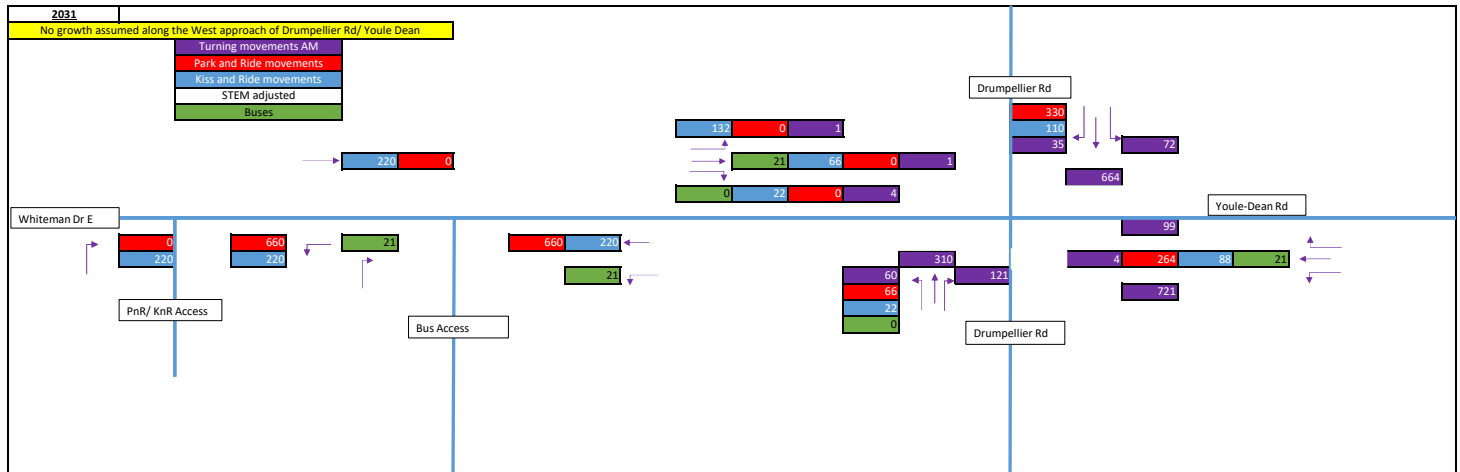 2031
No growth assumed along the West approach of Drumpellier Rd/ Youle Dean
Turning movements AM
Park and Ride movements
Kiss and Ride movements
STEM adjusted
Buses
Drumpellier Rd
330
110
35 72
664
132 0 1
220 0
21 66 0 1
0 22 0 4
Whiteman Dr E
Youle-Dean Rd
0 660 21
220 220
660 220
21
99
4 264 88 21
721
310
60 121
66
22
0
PnR/ KnR Access
Bus Access
Drumpellier Rd